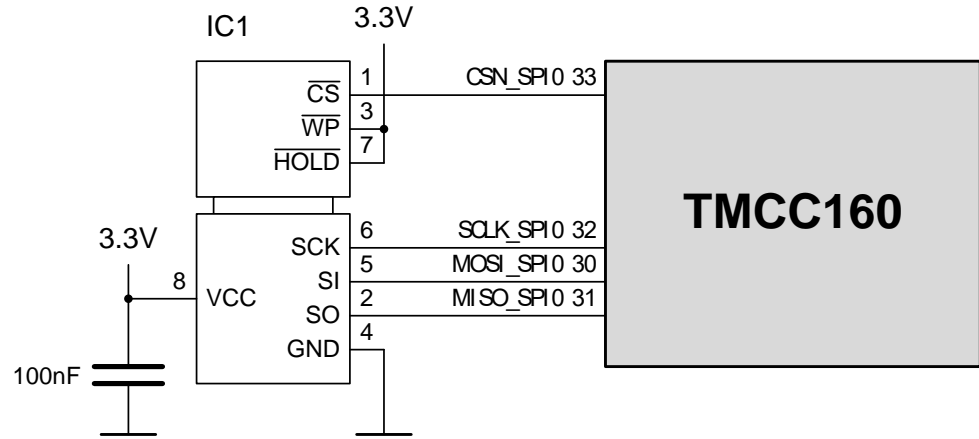 IC1
3.3V
CS
1
CSN_SPI0 33
WP
3
HOLD
7
TMCC160
3.3V
8
VCC
SCK
6
SCLK_SPI0 32
SI
5
MOSI_SPI0 30
SO
2
MISO_SPI0 31
GND
4
100nF